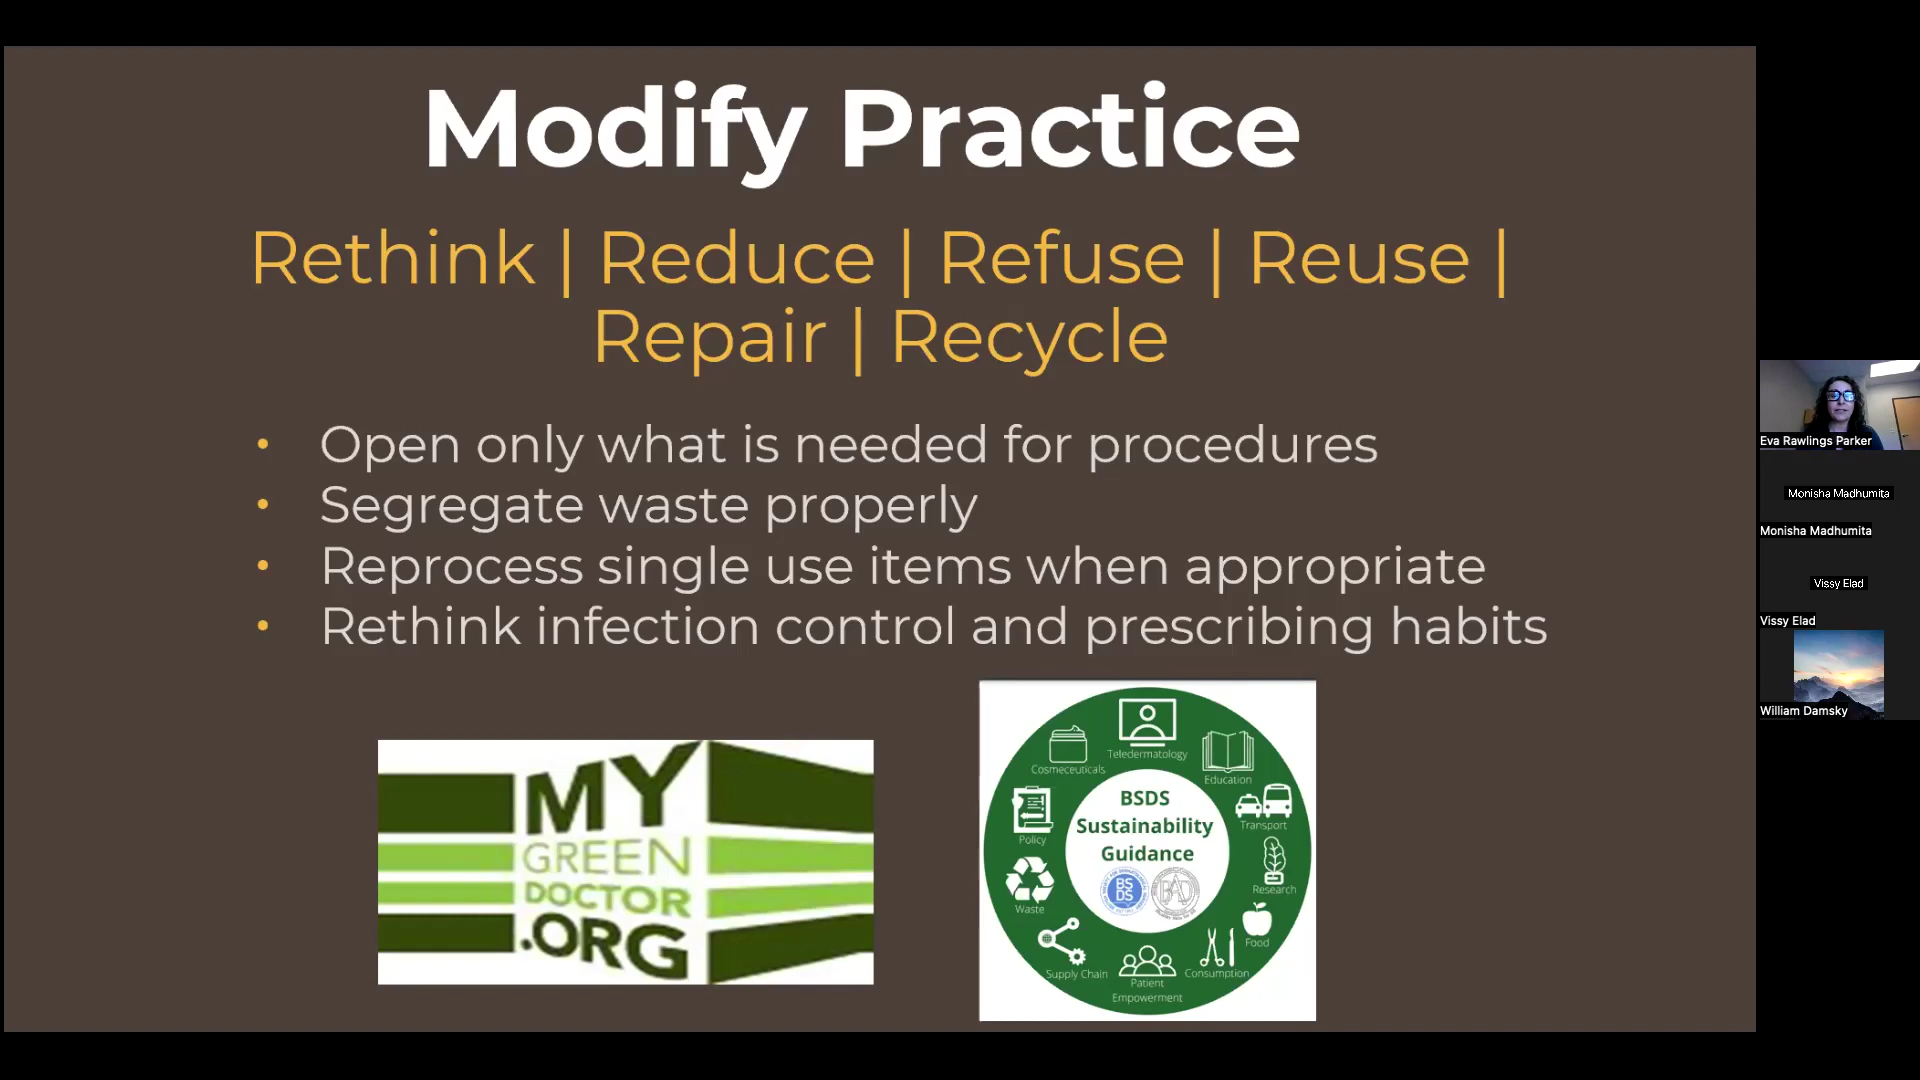 Modify Practice
Rethink | Reduce | Refuse | Reuse |
Repair | Recycle
• Open only what is needed for procedures
• Segregate waste properly
• Reprocess single use items when appropriate
• Rethink infection control and prescribing habits
MY
GREEN
DOCTOR
.ORG
Teledermatology
Cosmeceuticals
Education
Policy
Transport
BSDS
Sustainability
Guidance
BS
DS
BAD
Waste
Research
Food
Supply Chain
Consumption
Patient
Empowerment
Eva Rawlings Parker
Monisha Madhumita
Monisha Madhumita
Vissy Elad
Vissy Elad
William Damsky